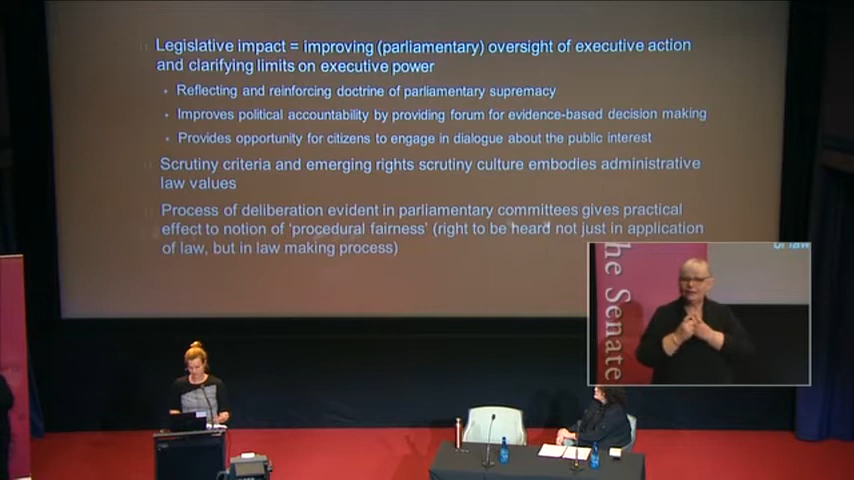 Legislative impact = improving (parliamentary) oversight of executive action
and clarifying limits on executive power
Reflecting and reinforcing doctrine of parliamentary supremacy
Improves political accountability by providing forum for evidence-based decision making
Provides opportunity for citizens to engage in dialogue about the public interest
Scrutiny criteria and emerging rights scrutiny culture embodies administrative
law values
Process of deliberation evident in parliamentary committees gives practical
effect to notion of ‘procedural fairness’ (right to be heard not just in application
of law, but in law making process)
of law
he Senate